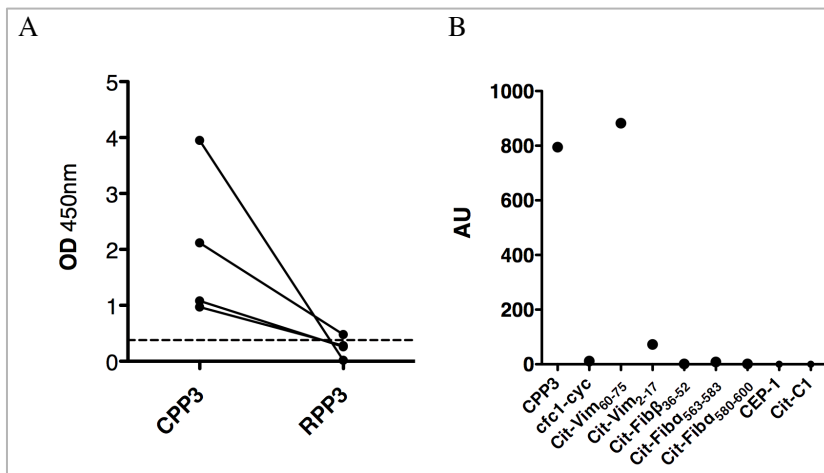 A
B
OD 450nm
5
4
3
2
1
0
CPP3
RPP3
AU
1000
800
600
400
200
0
CPP3
cfc1-cyc
Cit-Vim60-75
Cit-Vim2-17
Cit-Fibβ36-52
Cit-Fibα563-583
Cit-Fibα580-600
CEP-1
Cit-C1